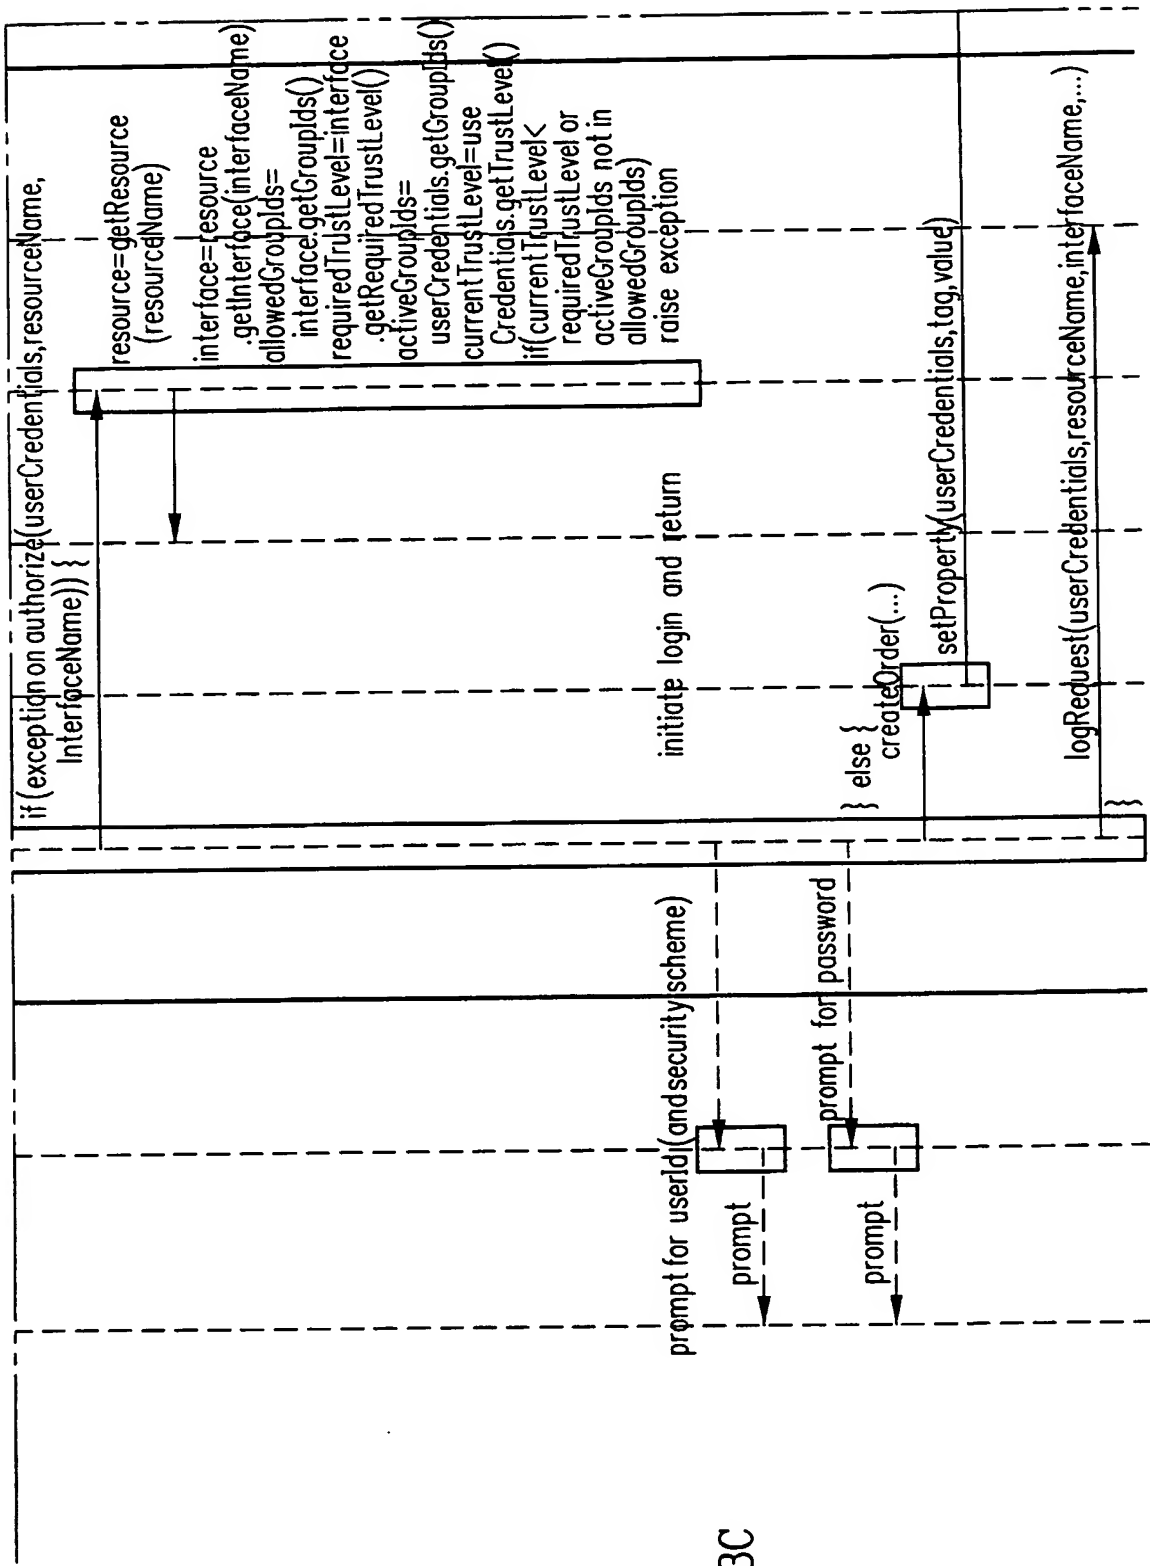 if (exception on authorize(userCredentials,resourceName,
InterfaceName)) {
resource=getResource
(resourceName)
interface=resource
.getInterface(interfaceName)
allowedGroupIds=
interface.getGroupIds()
requiredTrustLevel=interface
.getRequiredTrustLevel()
activeGroupIds=
userCredentials.getGroupIds()
currentTrustLevel=use
Credentials.getTrustLevel()
if(currentTrustLevel<
requiredTrustLevel or
activeGroupIds not in
allowedGroupIds)
raise exception
initiate login and return
prompt for userId (and security scheme)
prompt
prompt for password
prompt
} else {
createOrder(...)
setProperty(userCredentials,tag,value)
logRequest(userCredentials,resourceName,interfaceName,...)
}
3C